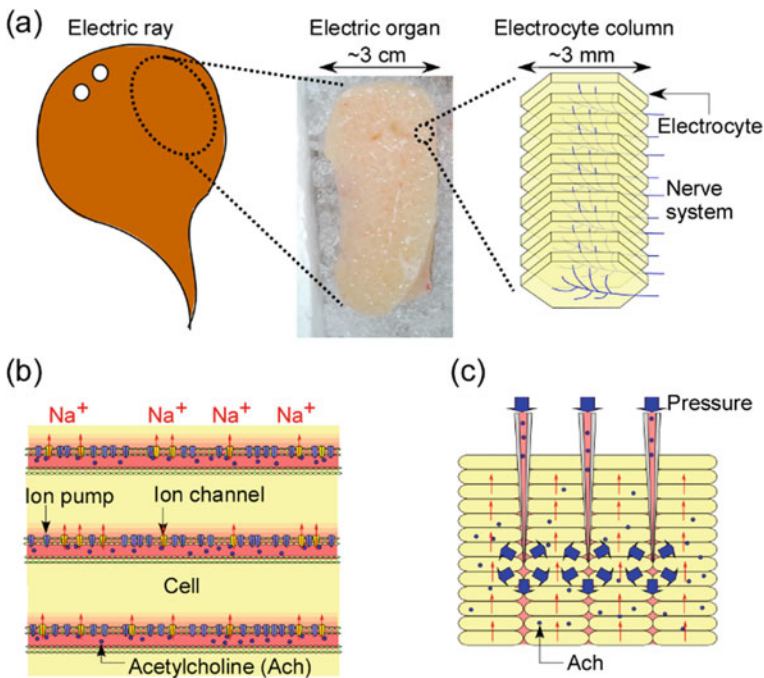 (a)
Electric ray
Electric organ
~3 cm
Electrocyte column
~3 mm
Electrocyte
Nerve
system
(b)
Na+
Na+
Na+
Na+
Ion pump
Ion channel
Cell
Acetylcholine (Ach)
(c)
Pressure
Ach